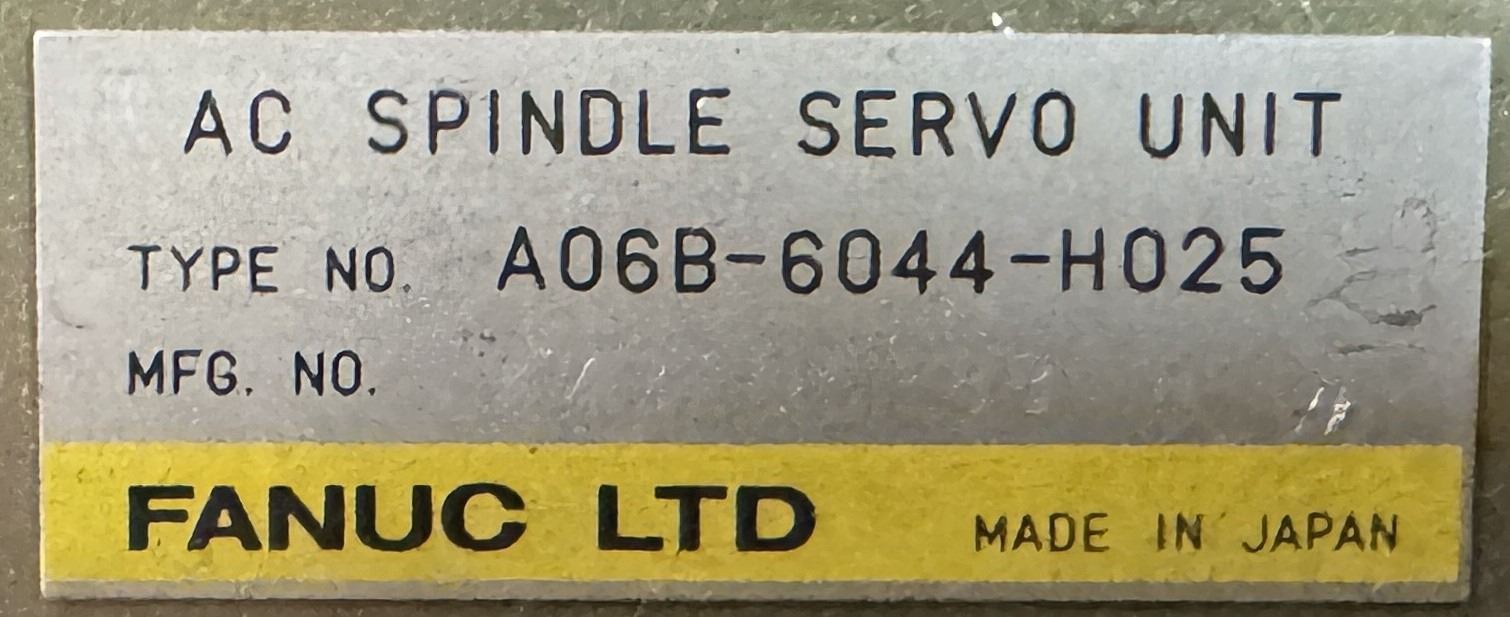 AC SPINDLE SERVO UNIT
TYPE NO. A06B-6044-H025
MFG. NO.
FANUC LTD MADE IN JAPAN